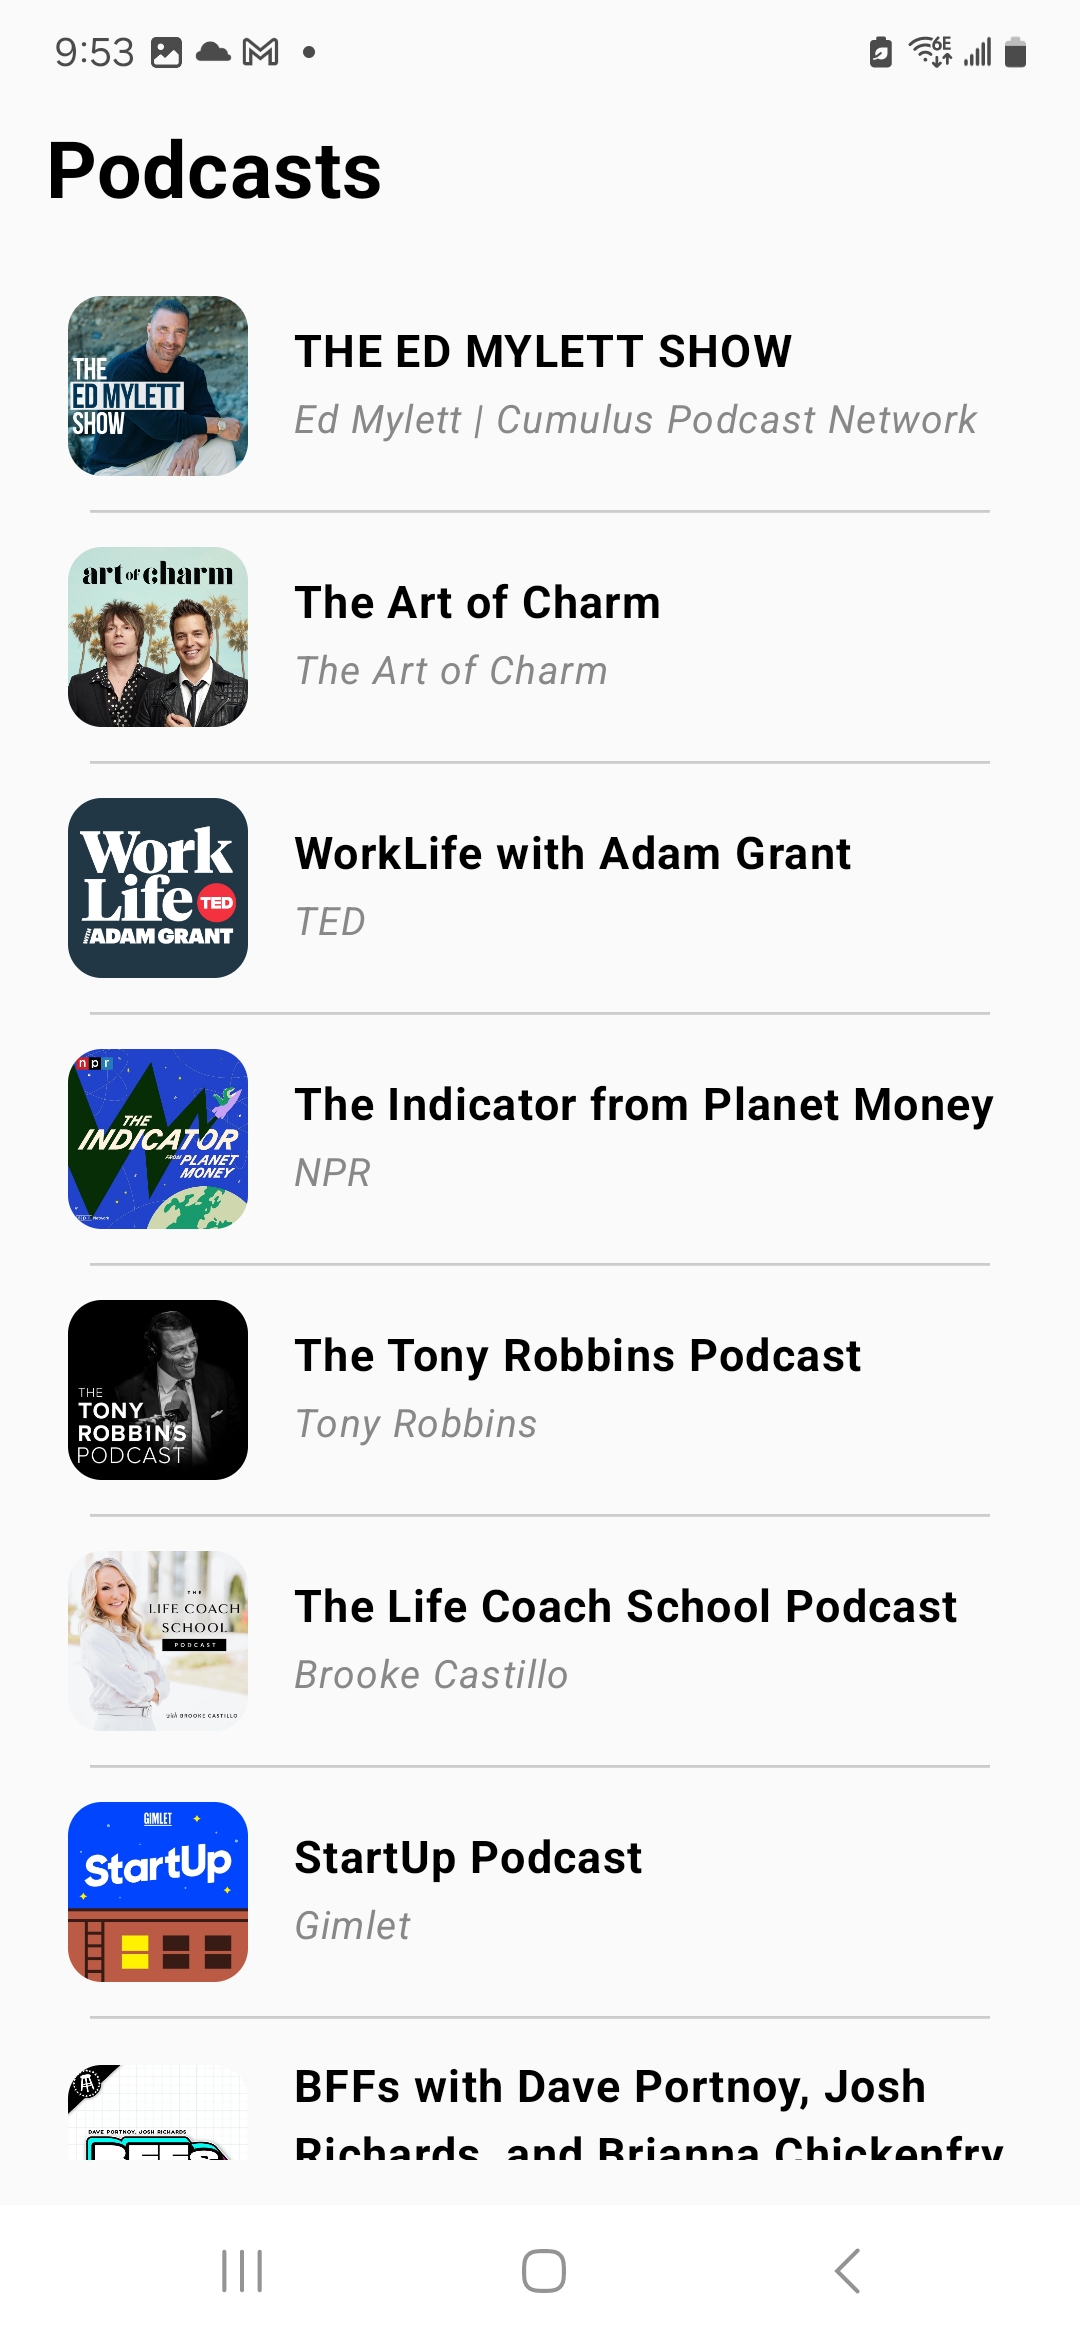 9:53
6E
Podcasts
THE
ED MYLETT
SHOW
THE ED MYLETT SHOW
Ed Mylett | Cumulus Podcast Network
art of charm
The Art of Charm
The Art of Charm
Work
Life TED
WITH ADAM GRANT
WorkLife with Adam Grant
TED
npr
THE
INDICATOR
FROM PLANET
MONEY
The Indicator from Planet Money
NPR
THE
TONY
ROBBINS
PODCAST
The Tony Robbins Podcast
Tony Robbins
THE
LIFE COACH
SCHOOL
PODCAST
with BROOKE CASTILLO
The Life Coach School Podcast
Brooke Castillo
GIMLET
StartUp
StartUp Podcast
Gimlet
DAVE PORTNOY, JOSH RICHARDS
BFFs
BFFs with Dave Portnoy, Josh
Richards, and Brianna Chickenfry